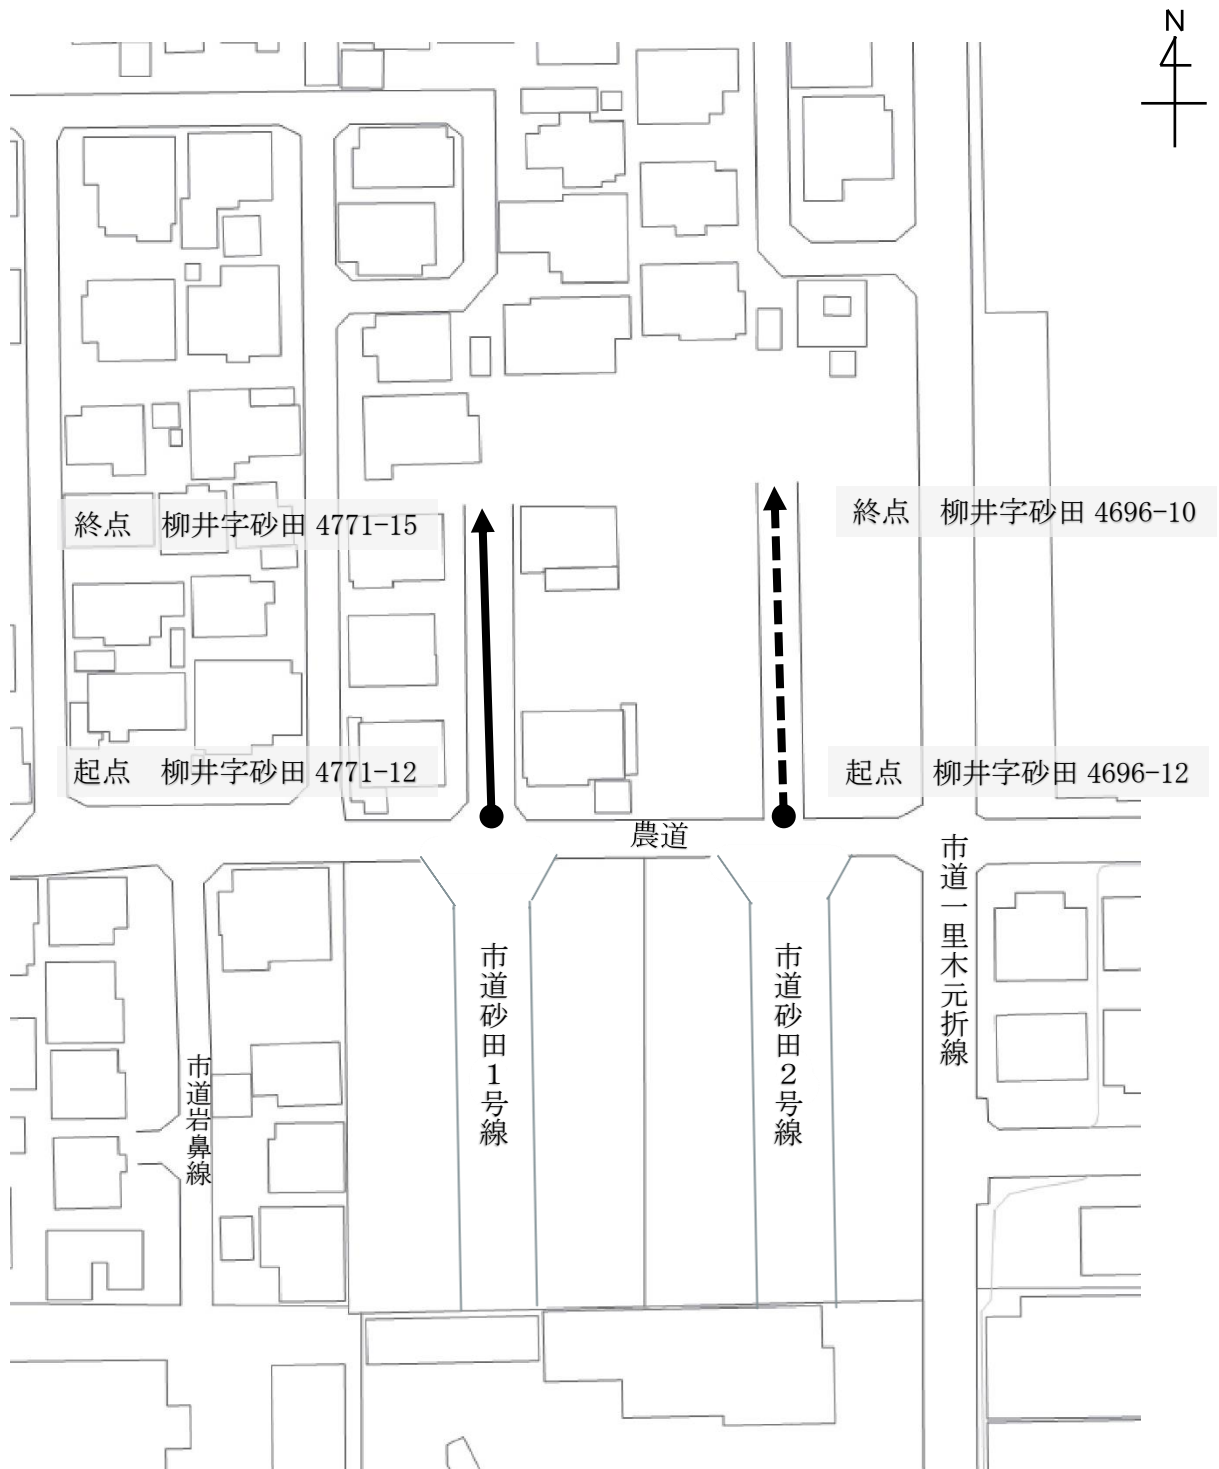 N
終点　柳井字砂田 4771-15
終点　柳井字砂田 4696-10
起点　柳井字砂田 4771-12
起点　柳井字砂田 4696-12
農道
市道一里木元折線
市道砂田１号線
市道砂田２号線
市道岩鼻線